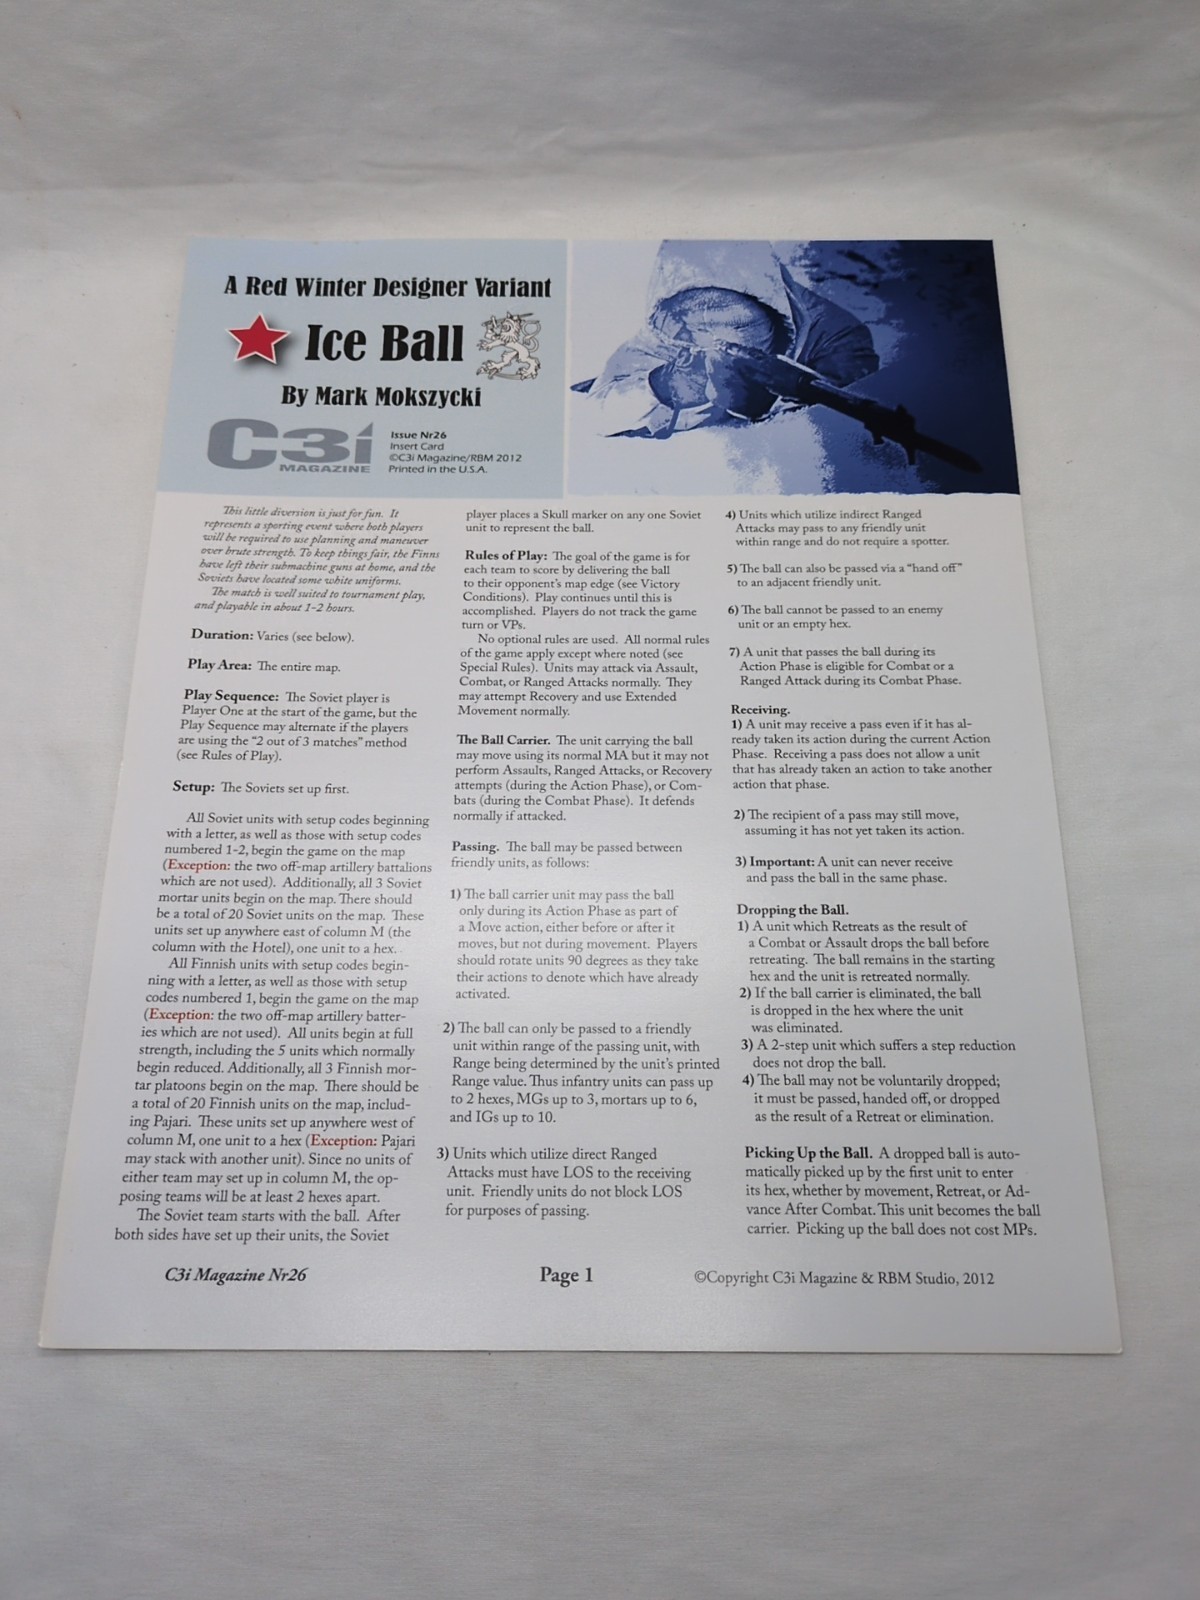 A Red Winter Designer Variant
Ice Ball
By Mark Mokszycki
C3i
MAGAZINE
Issue Nr26
Insert Card
©C3i Magazine/RBM 2012
Printed in the U.S.A.
This little diversion is just for fun. It
represents a sporting event where both players
will be required to use planning and maneuver
over brute strength. To keep things fair, the Finns
have left their submachine guns at home, and the
Soviets have located some white uniforms.
The match is well suited to tournament play,
and playable in about 1-2 hours.
Duration: Varies (see below).
Play Area: The entire map.
Play Sequence: The Soviet player is
Player One at the start of the game, but the
Play Sequence may alternate if the players
are using the "2 out of 3 matches" method
(see Rules of Play).
Setup: The Soviets set up first.
All Soviet units with setup codes beginning
with a letter, as well as those with setup codes
numbered 1-2, begin the game on the map
(Exception: the two off-map artillery battalions
which are not used). Additionally, all 3 Soviet
mortar units begin on the map. There should
be a total of 20 Soviet units on the map. These
units set up anywhere east of column M (the
column with the Hotel), one unit to a hex.
All Finnish units with setup codes begin-
ning with a letter, as well as those with setup
codes numbered 1, begin the game on the map
(Exception: the two off-map artillery batter-
ies which are not used). All units begin at full
strength, including the 5 units which normally
begin reduced. Additionally, all 3 Finnish mor-
tar platoons begin on the map. There should be
a total of 20 Finnish units on the map, includ-
ing Pajari. These units set up anywhere west of
column M, one unit to a hex (Exception: Pajari
may stack with another unit). Since no units of
either team may set up in column M, the op-
posing teams will be at least 2 hexes apart.
The Soviet team starts with the ball. After
both sides have set up their units, the Soviet
player places a Skull marker on any one Soviet
unit to represent the ball.
Rules of Play: The goal of the game is for
each team to score by delivering the ball
to their opponent's map edge (see Victory
Conditions). Play continues until this is
accomplished. Players do not track the game
turn or VPs.
No optional rules are used. All normal rules
of the game apply except where noted (see
Special Rules). Units may attack via Assault,
Combat, or Ranged Attacks normally. They
may attempt Recovery and use Extended
Movement normally.
The Ball Carrier. The unit carrying the ball
may move using its normal MA but it may not
perform Assaults, Ranged Attacks, or Recovery
attempts (during the Action Phase), or Com-
bats (during the Combat Phase). It defends
normally if attacked.
Passing. The ball may be passed between
friendly units, as follows:
1) The ball carrier unit may pass the ball
only during its Action Phase as part of
a Move action, either before or after it
moves, but not during movement. Players
should rotate units 90 degrees as they take
their actions to denote which have already
activated.
2) The ball can only be passed to a friendly
unit within range of the passing unit, with
Range being determined by the unit's printed
Range value. Thus infantry units can pass up
to 2 hexes, MGs up to 3, mortars up to 6,
and IGs up to 10.
3) Units which utilize direct Ranged
Attacks must have LOS to the receiving
unit. Friendly units do not block LOS
for purposes of passing.
4) Units which utilize indirect Ranged
Attacks may pass to any friendly unit
within range and do not require a spotter.
5) The ball can also be passed via a "hand off"
to an adjacent friendly unit.
6) The ball cannot be passed to an enemy
unit or an empty hex.
7) A unit that passes the ball during its
Action Phase is eligible for Combat or a
Ranged Attack during its Combat Phase.
Receiving.
1) A unit may receive a pass even if it has al-
ready taken its action during the current Action
Phase. Receiving a pass does not allow a unit
that has already taken an action to take another
action that phase.
2) The recipient of a pass may still move,
assuming it has not yet taken its action.
3) Important: A unit can never receive
and pass the ball in the same phase.
Dropping the Ball.
1) A unit which Retreats as the result of
a Combat or Assault drops the ball before
retreating. The ball remains in the starting
hex and the unit is retreated normally.
2) If the ball carrier is eliminated, the ball
is dropped in the hex where the unit
was eliminated.
3) A 2-step unit which suffers a step reduction
does not drop the ball.
4) The ball may not be voluntarily dropped;
it must be passed, handed off, or dropped
as the result of a Retreat or elimination.
Picking Up the Ball. A dropped ball is auto-
matically picked up by the first unit to enter
its hex, whether by movement, Retreat, or Ad-
vance After Combat. This unit becomes the ball
carrier. Picking up the ball does not cost MPs.
C3i Magazine Nr26
Page 1
©Copyright C3i Magazine & RBM Studio, 2012